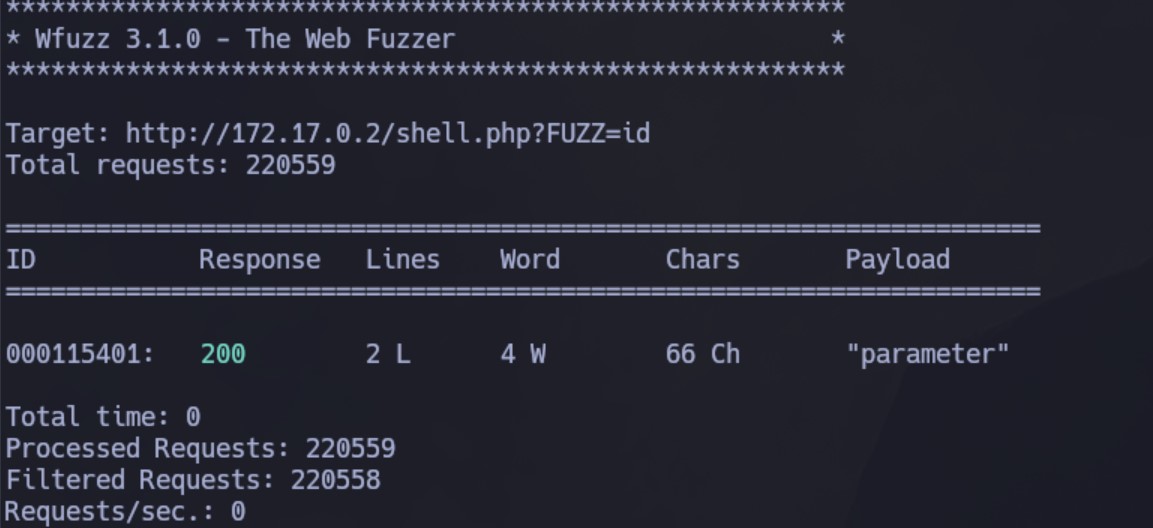 ********************************************************
* Wfuzz 3.1.0 - The Web Fuzzer                         *
********************************************************
Target: http://172.17.0.2/shell.php?FUZZ=id
Total requests: 220559
=====================================================================
ID           Response   Lines    Word       Chars       Payload
=====================================================================
000115401:   200        2 L      4 W        66 Ch       "parameter"
Total time: 0
Processed Requests: 220559
Filtered Requests: 220558
Requests/sec.: 0